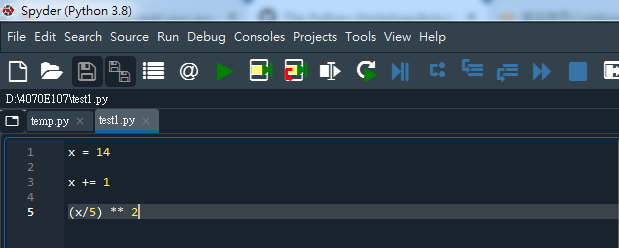 Spyder (Python 3.8)
File Edit Search Source Run Debug Consoles Projects Tools View Help
D:\4070E107\test1.py
temp.py test1.py
1 x = 14
2
3 x += 1
4
5 (x/5) ** 2